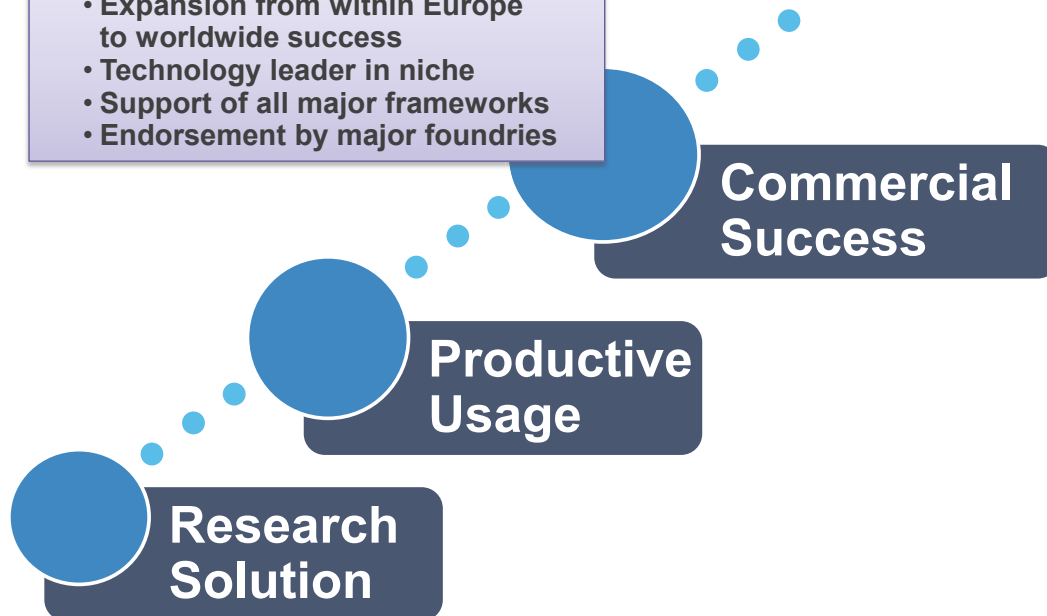 • Expansion from within Europe
to worldwide success
• Technology leader in niche
• Support of all major frameworks
• Endorsement by major foundries
Commercial
Success
Productive
Usage
Research
Solution